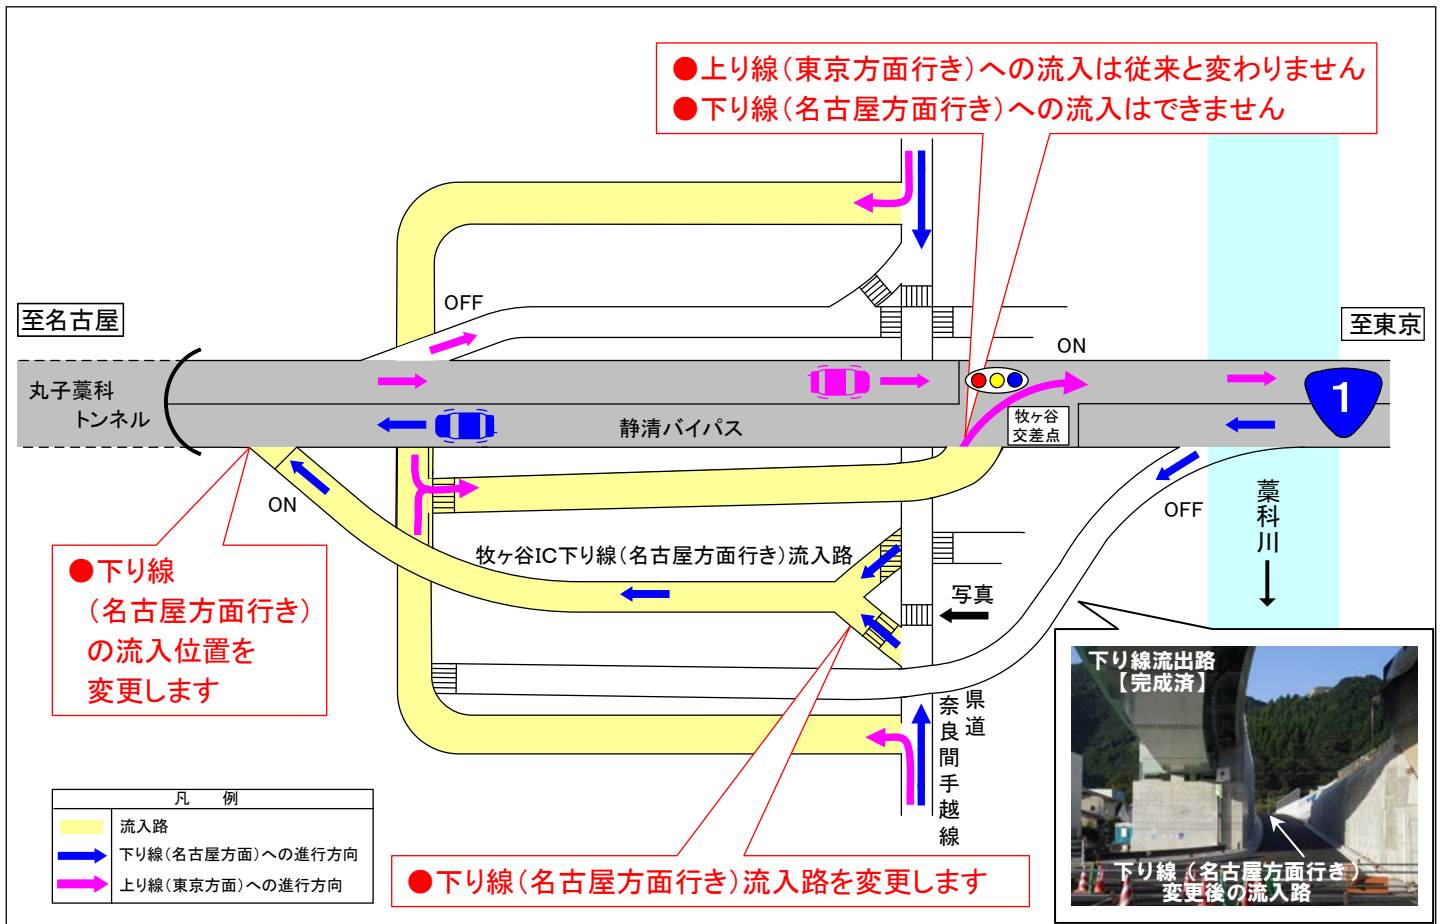 ●上り線（東京方面行き）への流入は従来と変わりません
●下り線（名古屋方面行き）への流入はできません
至名古屋
OFF
至東京
ON
丸子藁科
トンネル
静清バイパス
牧ヶ谷
交差点
1
ON
OFF
藁科川
牧ヶ谷IC下り線（名古屋方面行き）流入路
●下り線
（名古屋方面行き）
の流入位置を
変更します
写真
県道
奈良間手越線
下り線流出路
【完成済】
下り線（名古屋方面行き）
変更後の流入路
●下り線（名古屋方面行き）流入路を変更します
凡　例
流入路
下り線（名古屋方面）への進行方向
上り線（東京方面）への進行方向